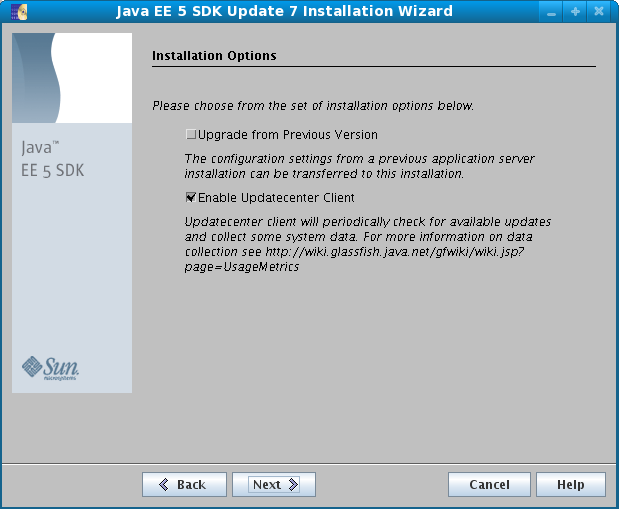 Java EE 5 SDK Update 7 Installation Wizard
Installation Options
Java™
EE 5 SDK
Please choose from the set of installation options below.
Upgrade from Previous Version
The configuration settings from a previous application server
installation can be transferred to this installation.
Enable Updatecenter Client
Updatecenter client will periodically check for available updates
and collect some system data. For more information on data
collection see http://wiki.glassfish.java.net/gfwiki/wiki.jsp?
page=UsageMetrics
Sun
microsystems
Back
Next
Cancel
Help